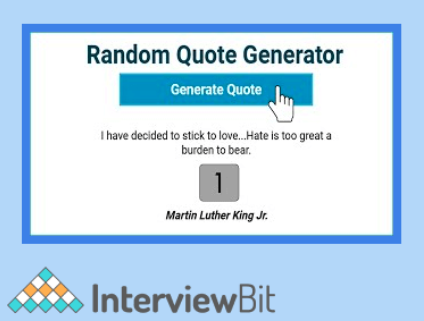 Random Quote Generator
Generate Quote
I have decided to stick to love...Hate is too great a
burden to bear.
1
Martin Luther King Jr.
InterviewBit